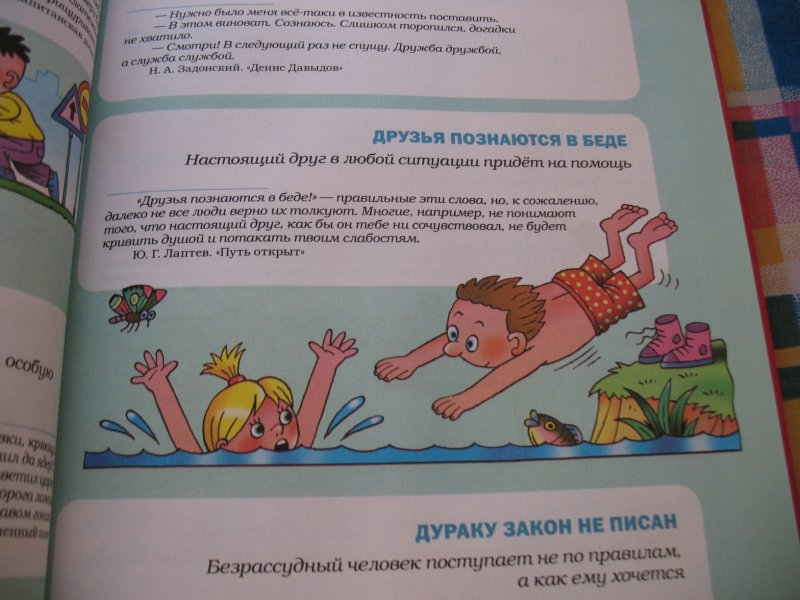 — Нужно было меня всё-таки в известность поставить.
— В этом виноват. Сознаюсь. Слишком торопился, догадки
не хватило.
— Смотри! В следующий раз не спущу. Дружба дружбой,
а служба службой.
Н. А. Задонский. «Денис Давыдов»
ДРУЗЬЯ ПОЗНАЮТСЯ В БЕДЕ
Настоящий друг в любой ситуации придёт на помощь
«Друзья познаются в беде!» — правильные эти слова, но, к сожалению,
далеко не все люди верно их толкуют. Многие, например, не понимают
того, что настоящий друг, как бы он тебе ни сочувствовал, не будет
кривить душой и потакать твоим слабостям.
Ю. Г. Лаптев. «Путь открыт»
особую
ДУРАКУ ЗАКОН НЕ ПИСАН
Безрассудный человек поступает не по правилам,
а как ему хочется